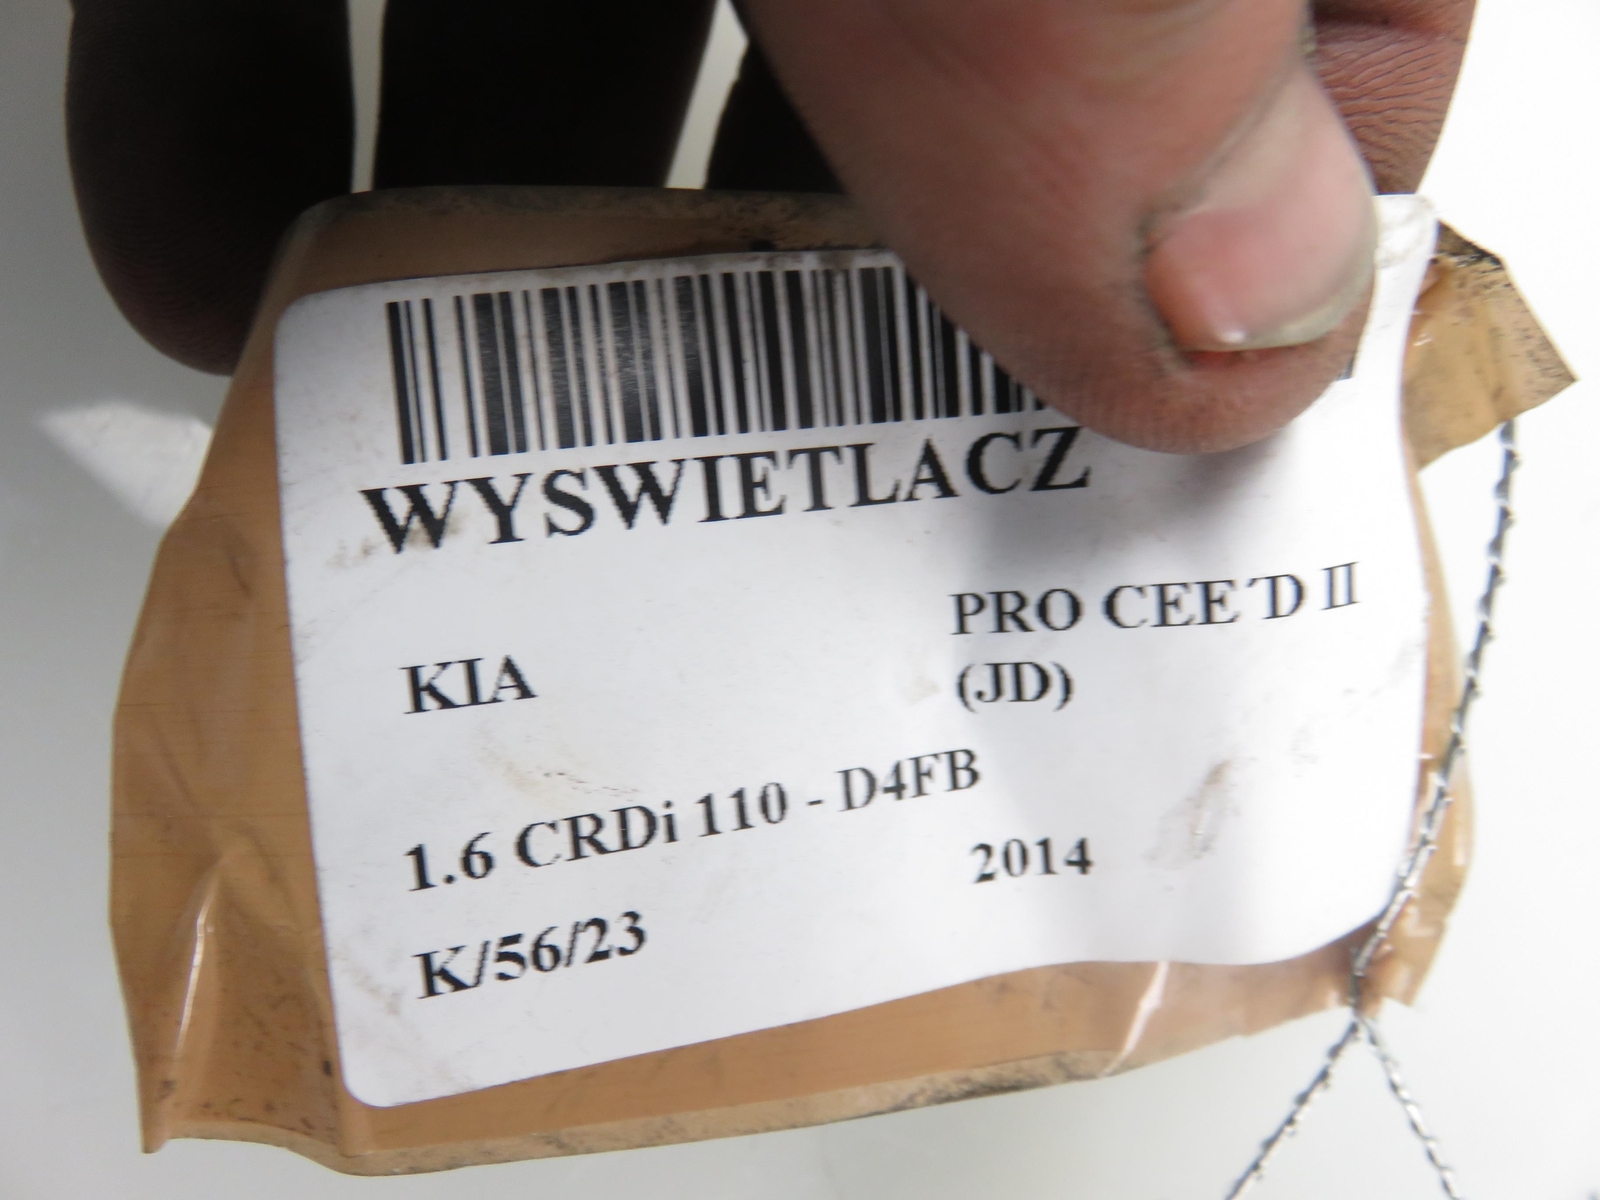 WYSWIETLACZ
PRO CEE´D II
KIA (JD)
1.6 CRDi 110 - D4FB
2014
K/56/23